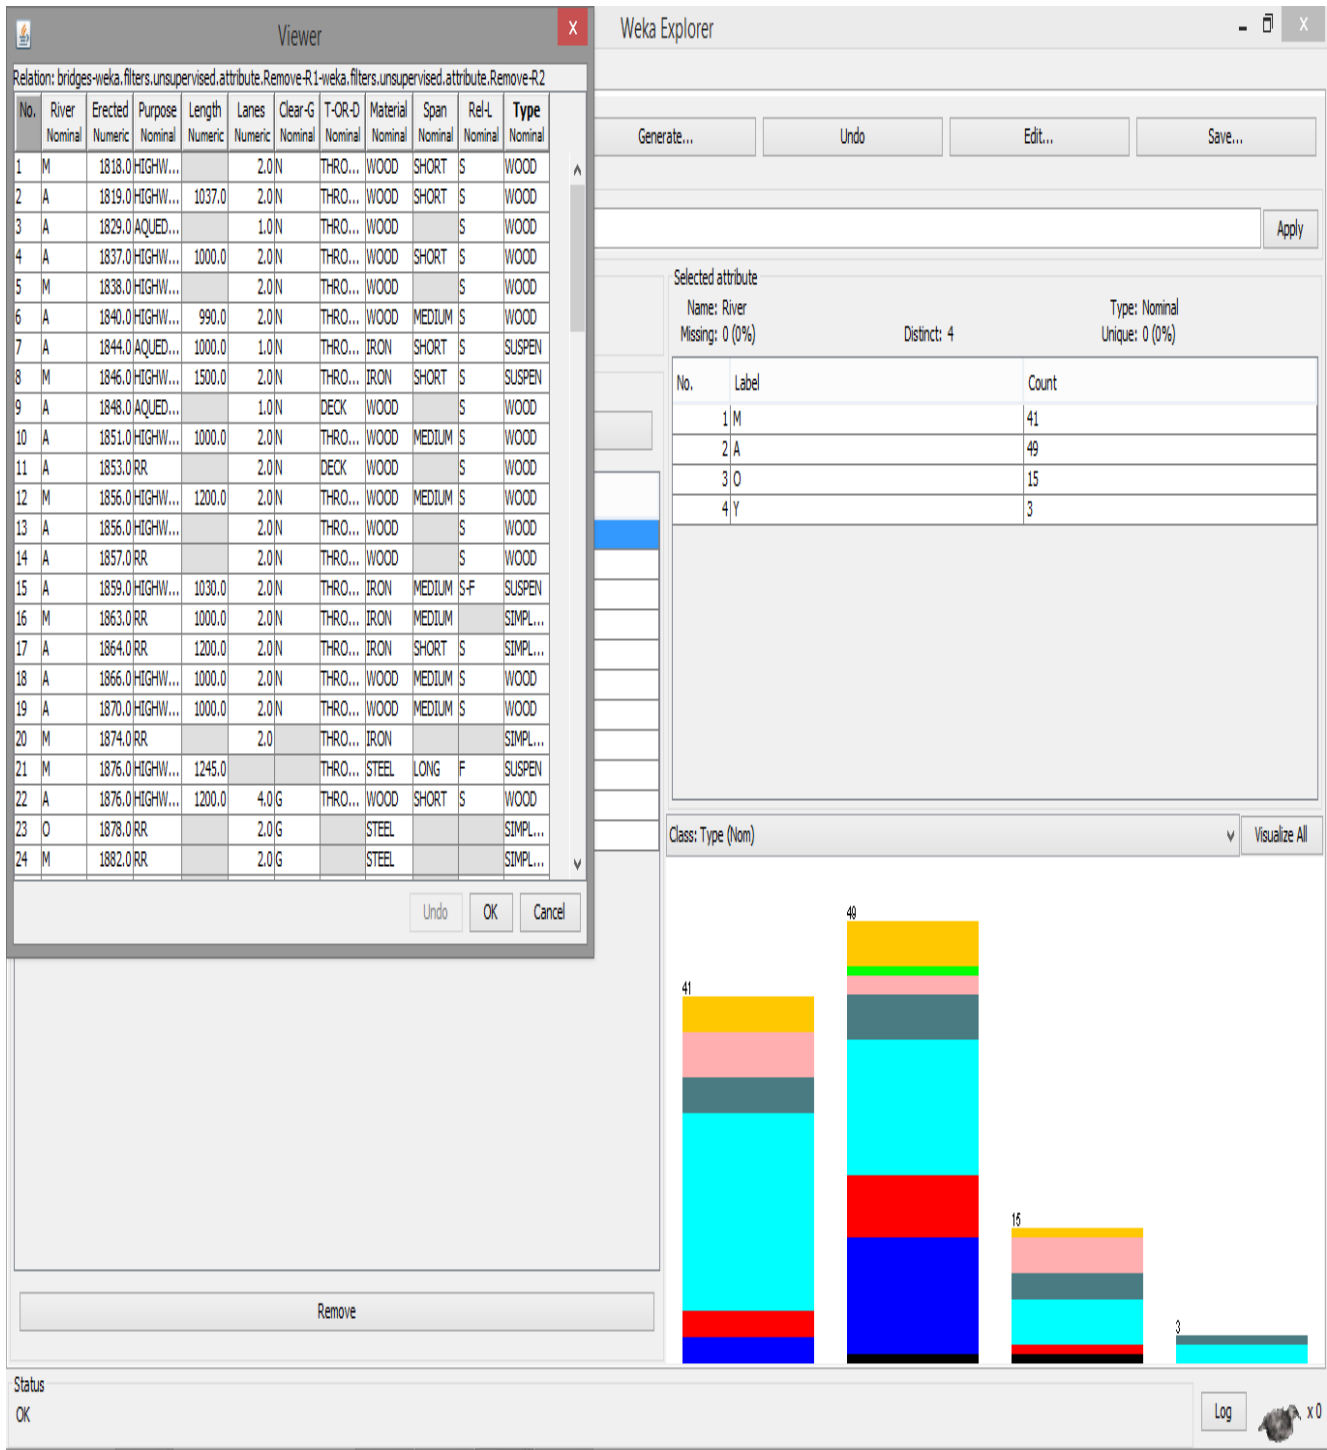 Viewer
X
Weka Explorer
X
Relation: bridges-weka.filters.unsupervised.attribute.Remove-R1-weka.filters.unsupervised.attribute.Remove-R2
No. River Erected Purpose Length Lanes Clear-G T-OR-D Material Span Rel-L Type
Nominal Numeric Nominal Numeric Numeric Nominal Nominal Nominal Nominal Nominal Nominal
1 M 1818.0 HIGHW... 2.0 N THRO... WOOD SHORT S WOOD
2 A 1819.0 HIGHW... 1037.0 2.0 N THRO... WOOD SHORT S WOOD
3 A 1829.0 AQUED... 1.0 N THRO... WOOD S WOOD
4 A 1837.0 HIGHW... 1000.0 2.0 N THRO... WOOD SHORT S WOOD
5 M 1838.0 HIGHW... 2.0 N THRO... WOOD S WOOD
6 A 1840.0 HIGHW... 990.0 2.0 N THRO... WOOD MEDIUM S WOOD
7 A 1844.0 AQUED... 1000.0 1.0 N THRO... IRON SHORT S SUSPEN
8 M 1846.0 HIGHW... 1500.0 2.0 N THRO... IRON SHORT S SUSPEN
9 A 1848.0 AQUED... 1.0 N DECK WOOD S WOOD
10 A 1851.0 HIGHW... 1000.0 2.0 N THRO... WOOD MEDIUM S WOOD
11 A 1853.0 RR 2.0 N DECK WOOD S WOOD
12 M 1856.0 HIGHW... 1200.0 2.0 N THRO... WOOD MEDIUM S WOOD
13 A 1856.0 HIGHW... 2.0 N THRO... WOOD S WOOD
14 A 1857.0 RR 2.0 N THRO... WOOD S WOOD
15 A 1859.0 HIGHW... 1030.0 2.0 N THRO... IRON MEDIUM S-F SUSPEN
16 M 1863.0 RR 1000.0 2.0 N THRO... IRON MEDIUM SIMPL...
17 A 1864.0 RR 1200.0 2.0 N THRO... IRON SHORT S SIMPL...
18 A 1866.0 HIGHW... 1000.0 2.0 N THRO... WOOD MEDIUM S WOOD
19 A 1870.0 HIGHW... 1000.0 2.0 N THRO... WOOD MEDIUM S WOOD
20 M 1874.0 RR 2.0 THRO... IRON SIMPL...
21 M 1876.0 HIGHW... 1245.0 THRO... STEEL LONG F SUSPEN
22 A 1876.0 HIGHW... 1200.0 4.0 G THRO... WOOD SHORT S WOOD
23 O 1878.0 RR 2.0 G STEEL SIMPL...
24 M 1882.0 RR 2.0 G STEEL SIMPL...
Undo OK Cancel
Generate... Undo Edit... Save...
Apply
Selected attribute
Name: River Type: Nominal
Missing: 0 (0%) Distinct: 4 Unique: 0 (0%)
No. Label Count
1 M 41
2 A 49
3 O 15
4 Y 3
Class: Type (Nom) Visualize All
49
41
15
3
Remove
Status
OK
Log x 0